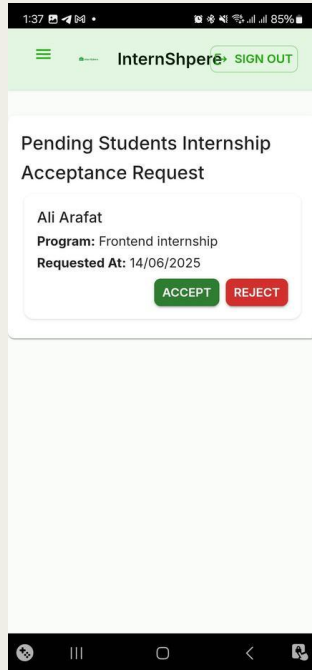 1:37
85%
InternShpere
SIGN OUT
Pending Students Internship
Acceptance Request
Ali Arafat
Program: Frontend internship
Requested At: 14/06/2025
ACCEPT REJECT